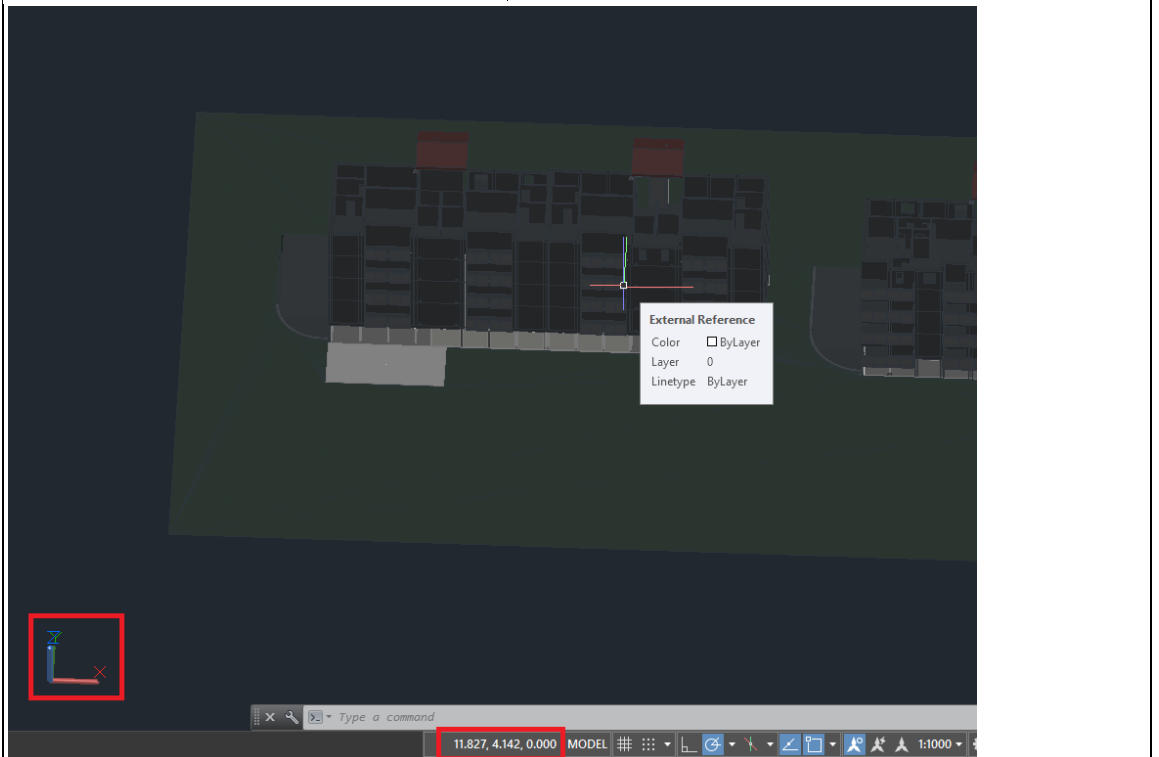 External Reference
Color ByLayer
Layer 0
Linetype ByLayer
X
Type a command
11.827, 4.142, 0.000 MODEL 1:1000